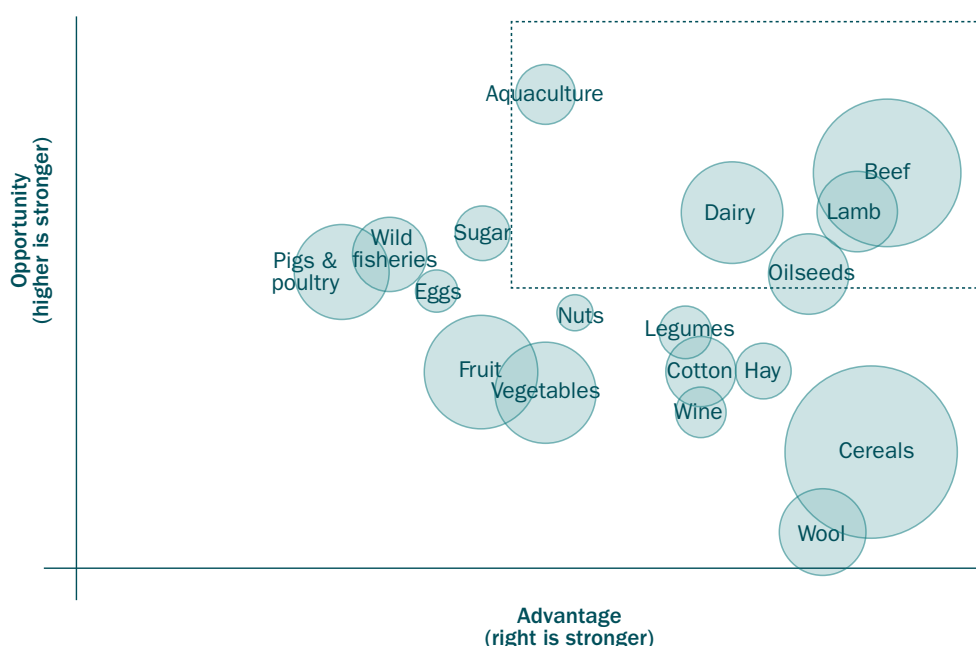 Opportunity
(higher is stronger)
Aquaculture
Beef
Dairy
Lamb
Sugar
Wild
fisheries
Pigs &
poultry
Oilseeds
Eggs
Nuts
Legumes
Fruit
Cotton
Hay
Vegetables
Wine
Cereals
Wool
Advantage
(right is stronger)